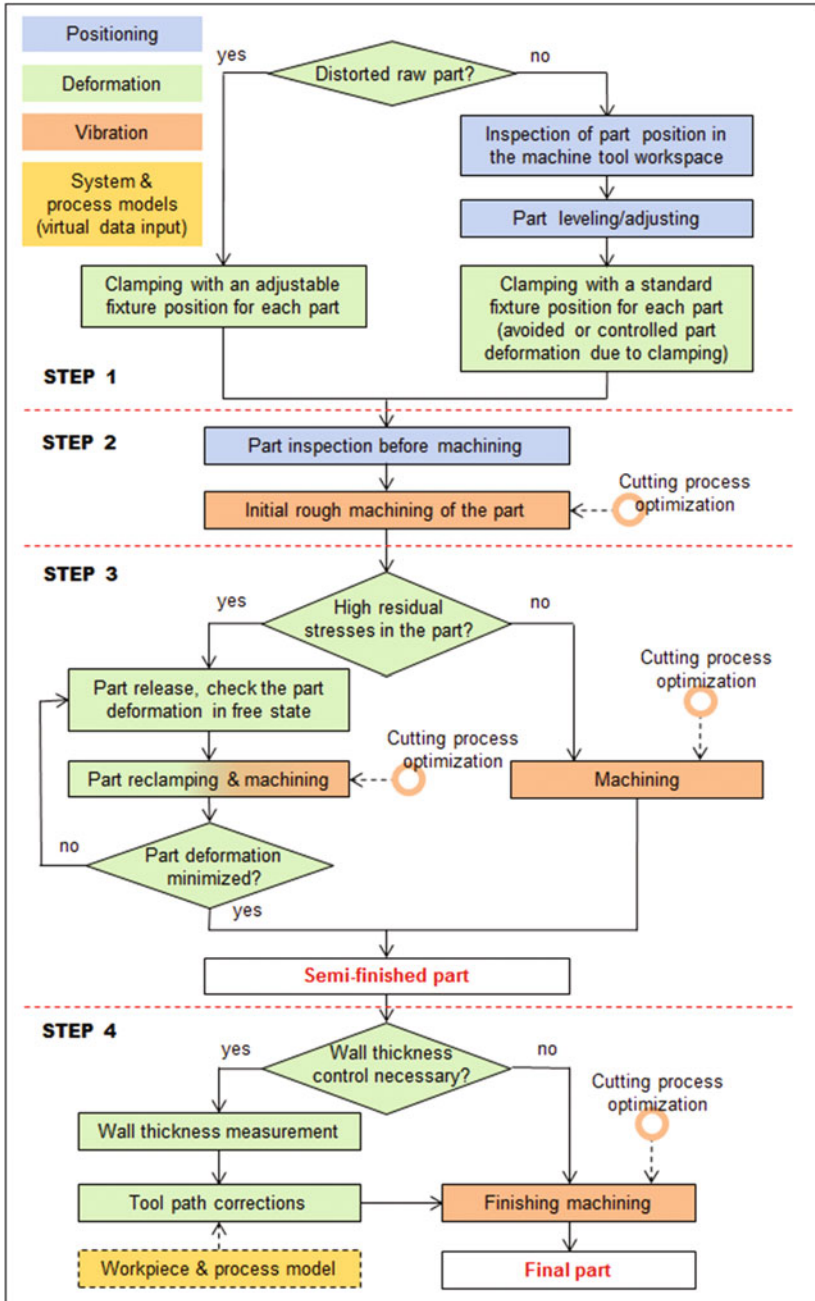 Positioning
Deformation
Vibration
System &
process models
(virtual data input)
yes
Distorted raw part?
no
Inspection of part position in
the machine tool workspace
Part leveling/adjusting
Clamping with an adjustable
fixture position for each part
Clamping with a standard
fixture position for each part
(avoided or controlled part
deformation due to clamping)
STEP 1
STEP 2
Part inspection before machining
Initial rough machining of the part
Cutting process
optimization
STEP 3
yes
High residual
stresses in the part?
no
Part release, check the part
deformation in free state
Cutting process
optimization
Part reclamping & machining
Cutting process
optimization
Machining
no
Part deformation
minimized?
yes
Semi-finished part
STEP 4
yes
Wall thickness
control necessary?
no
Cutting process
optimization
Wall thickness measurement
Tool path corrections
Finishing machining
Workpiece & process model
Final part